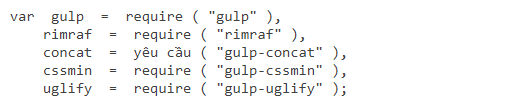 var gulp = require ( "gulp" ),
rimraf = require ( "rimraf" ),
concat = yêu cầu ( "gulp-concat" ),
cssmin = require ( "gulp-cssmin" ),
uglify = require ( "gulp-uglify" );